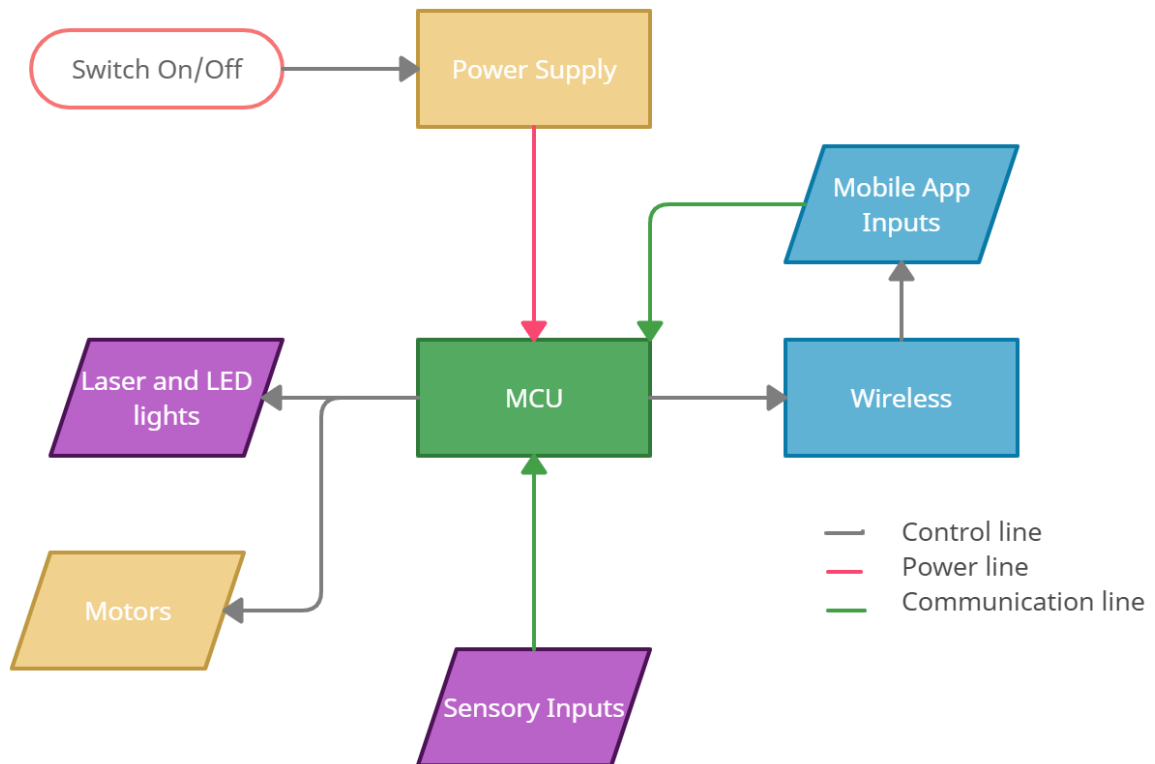 Switch On/Off
Power Supply
Mobile App
Inputs
Laser and LED
lights
MCU
Wireless
Control line
Power line
Communication line
Motors
Sensory Inputs